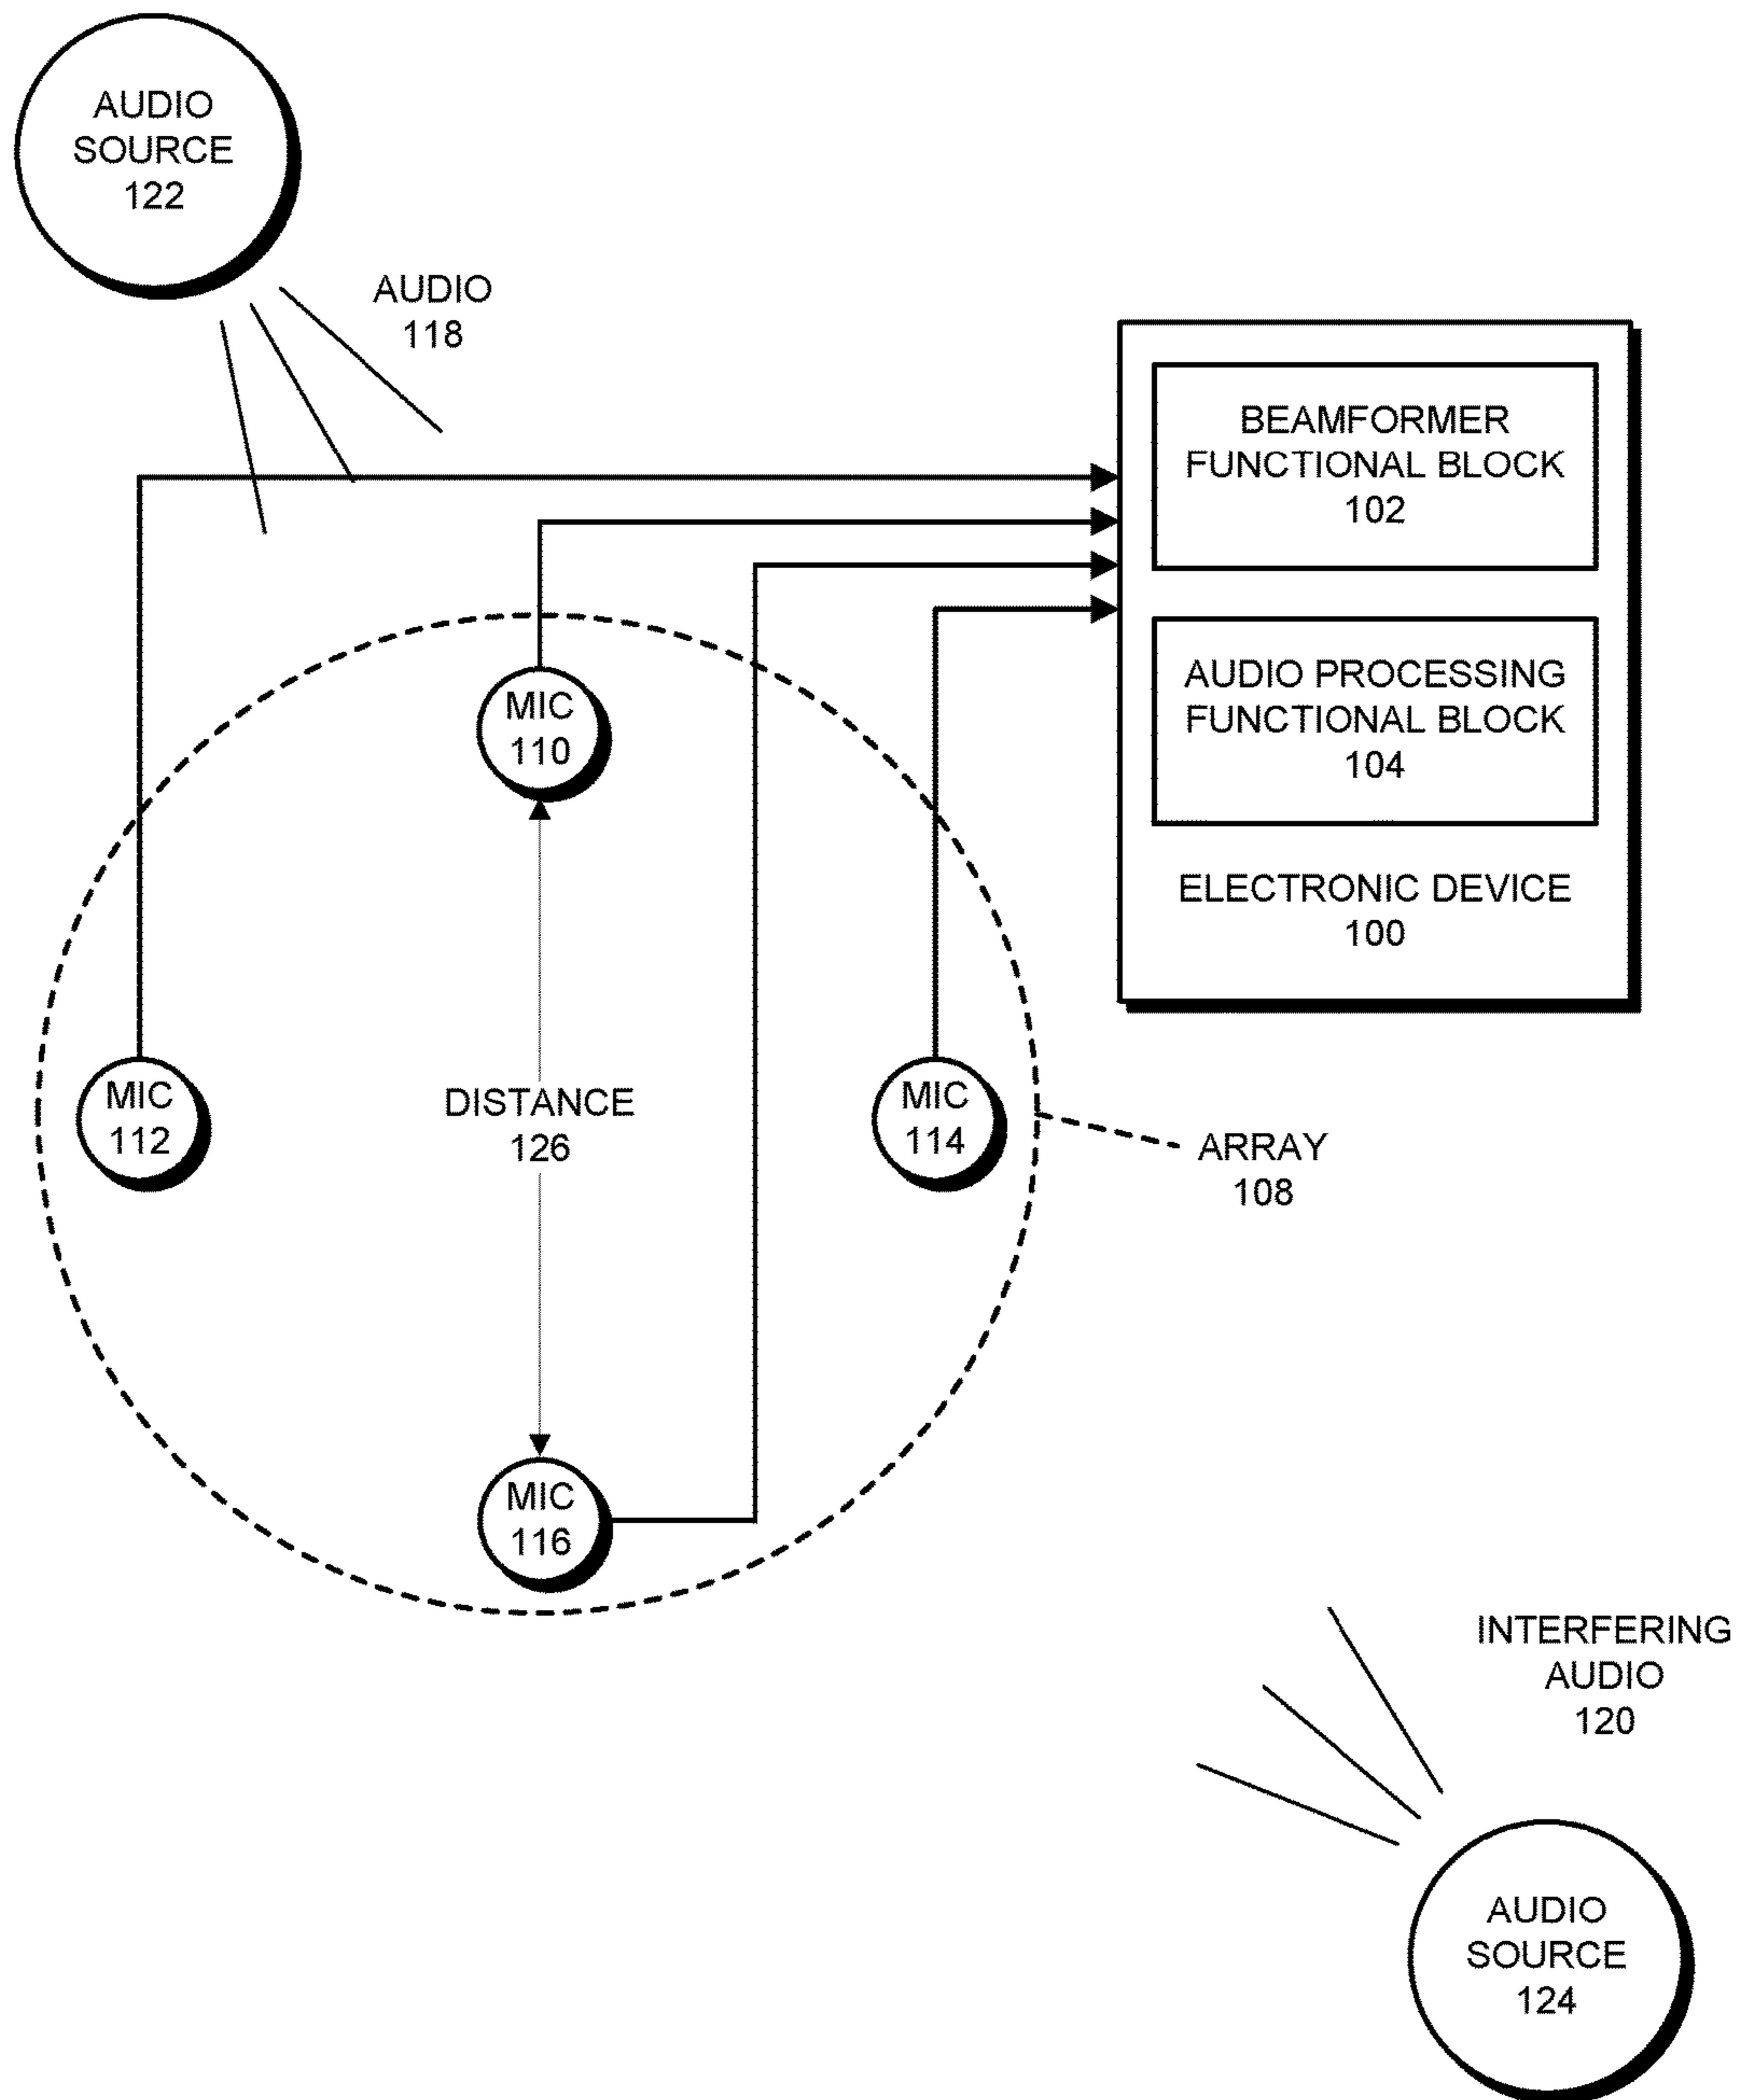 AUDIO
SOURCE
122
AUDIO
118
BEAMFORMER
FUNCTIONAL BLOCK
102
AUDIO PROCESSING
FUNCTIONAL BLOCK
104
ELECTRONIC DEVICE
100
MIC
110
MIC
112
DISTANCE
126
MIC
114
ARRAY
108
MIC
116
INTERFERING
AUDIO
120
AUDIO
SOURCE
124